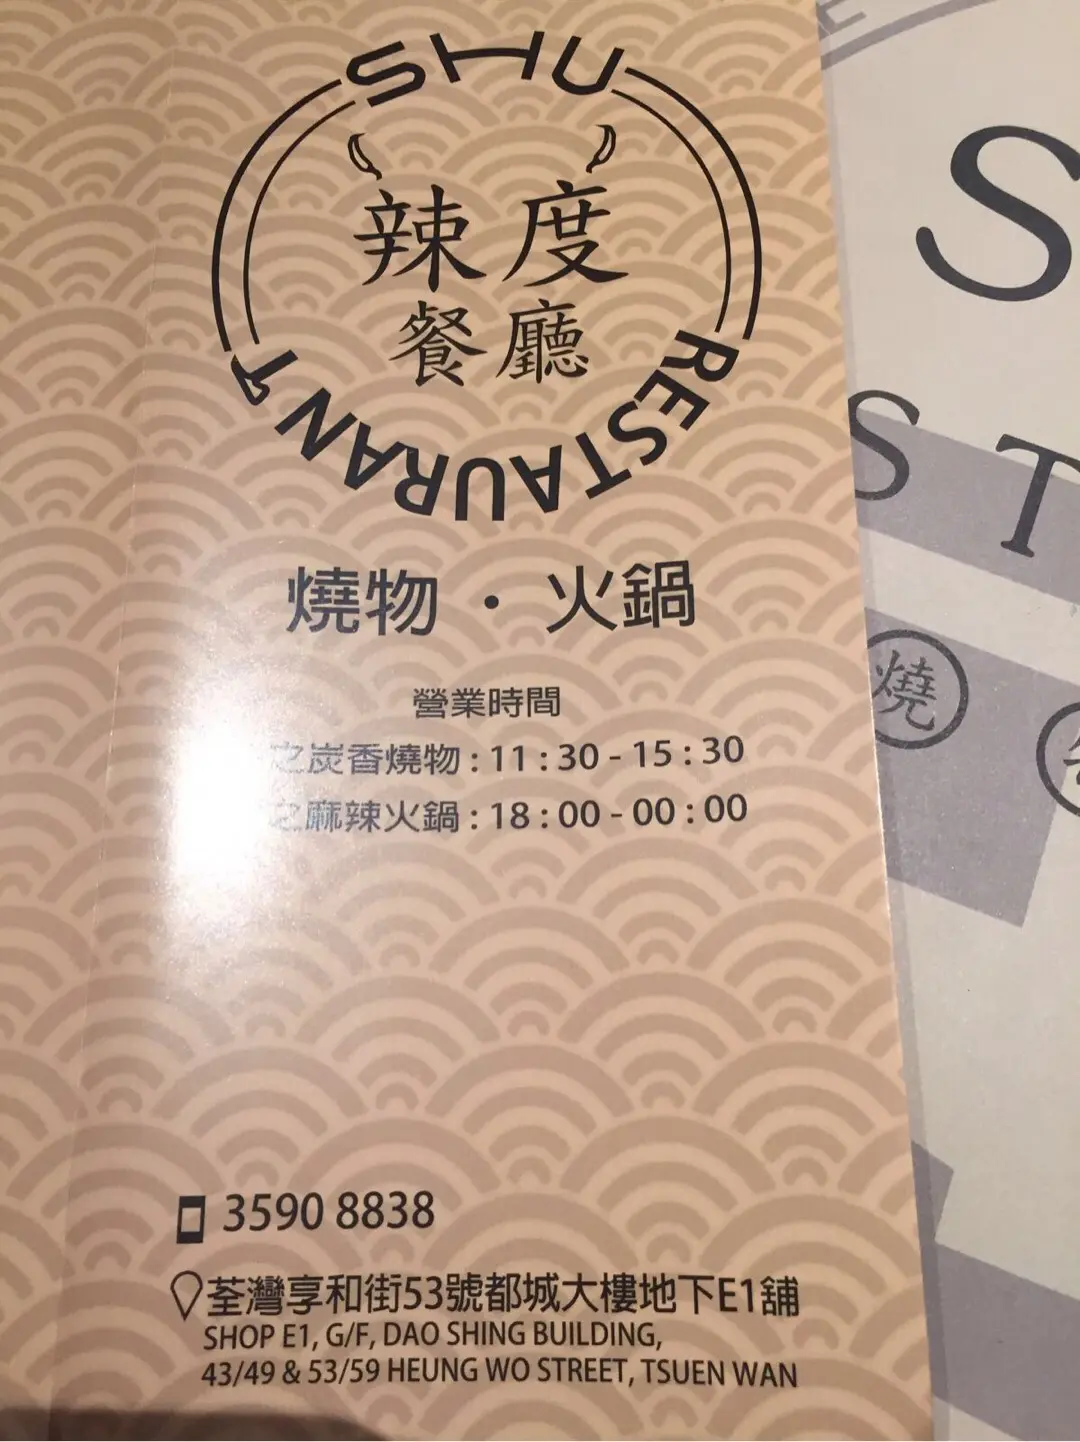 SHU
辣度
餐廳
RESTAURANT
燒物・火鍋
營業時間
之炭香燒物 : 11 : 30 - 15 : 30
之麻辣火鍋 : 18 : 00 - 00 : 00
3590 8838
荃灣享和街53號都城大樓地下E1舖
SHOP E1, G/F, DAO SHING BUILDING,
43/49 & 53/59 HEUNG WO STREET, TSUEN WAN
S
ST
燒